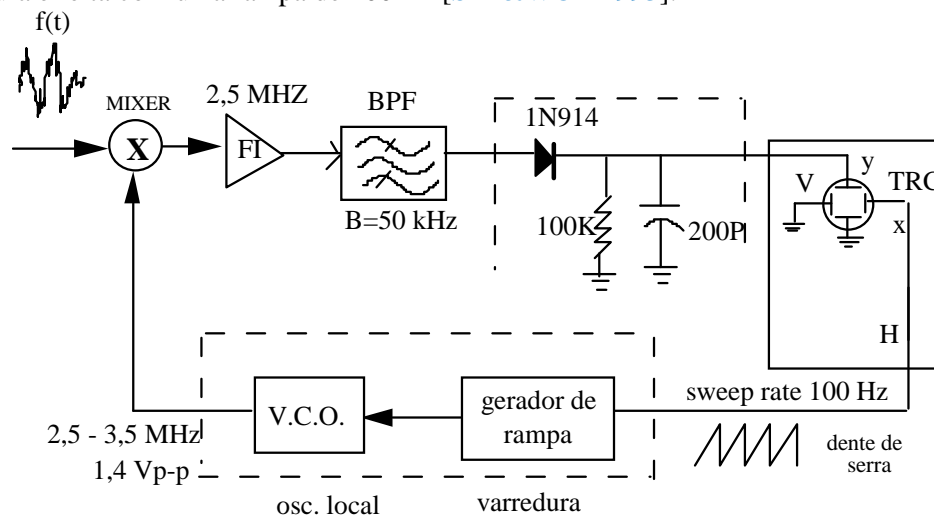 f(t)
MIXER
X
2,5 MHZ
FI
BPF
B=50 kHz
1N914
100K
200P
V
y
TRC
x
H
V.C.O.
gerador de
rampa
sweep rate 100 Hz
2,5 - 3,5 MHz
1,4 Vp-p
dente de
serra
osc. local
varredura